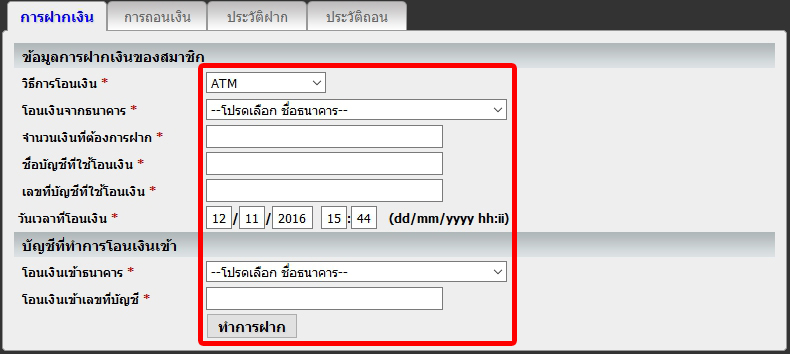 การฝากเงิน การถอนเงิน ประวัติฝาก ประวัติถอน
ข้อมูลการฝากเงินของสมาชิก
วิธีการโอนเงิน * ATM
โอนเงินจากธนาคาร * --โปรดเลือก ชื่อธนาคาร--
จำนวนเงินที่ต้องการฝาก *
ชื่อบัญชีที่ใช้โอนเงิน *
เลขที่บัญชีที่ใช้โอนเงิน *
วันเวลาที่โอนเงิน * 12 / 11 / 2016 15 : 44 (dd/mm/yyyy hh:ii)
บัญชีที่ทำการโอนเงินเข้า
โอนเงินเข้าธนาคาร * --โปรดเลือก ชื่อธนาคาร--
โอนเงินเข้าเลขที่บัญชี *
ทำการฝาก